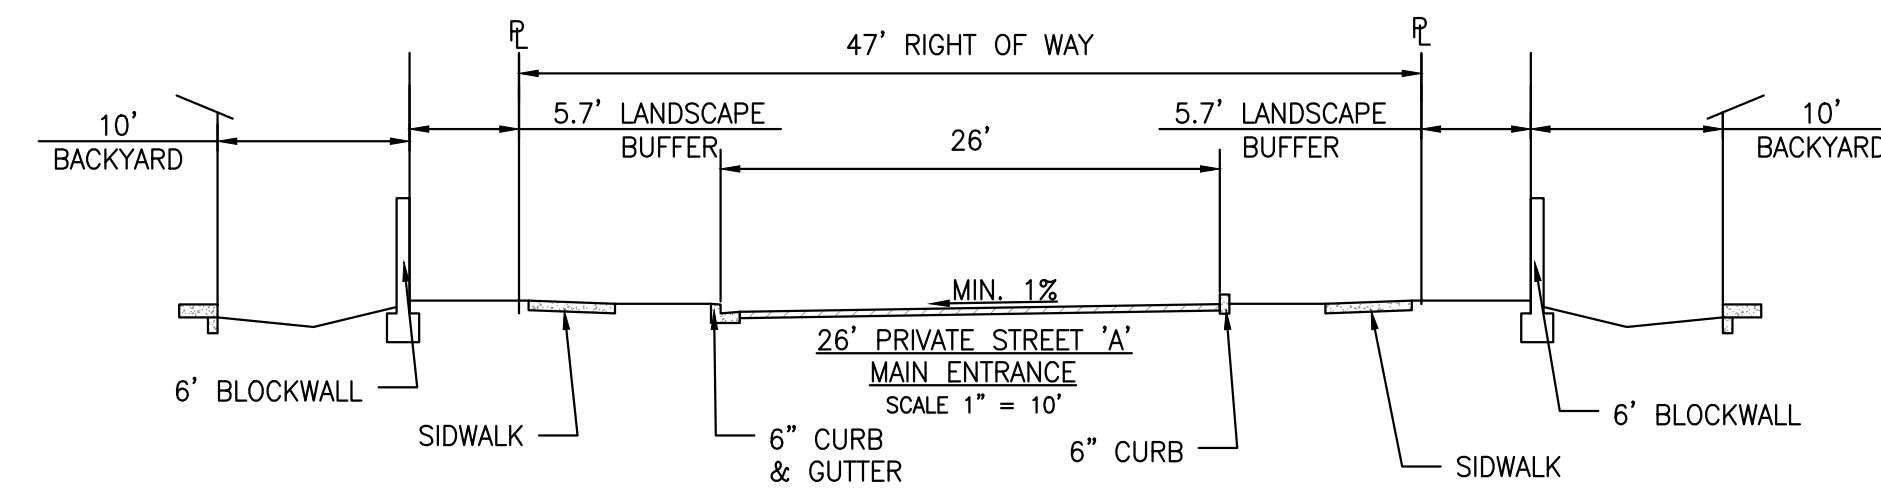 PL
47' RIGHT OF WAY
PL
10'
BACKYARD
5.7' LANDSCAPE
BUFFER
26'
5.7' LANDSCAPE
BUFFER
10'
BACKYARD
MIN. 1%
26' PRIVATE STREET 'A'
MAIN ENTRANCE
SCALE 1" = 10'
6' BLOCKWALL
SIDWALK
6" CURB
& GUTTER
6" CURB
SIDWALK
6' BLOCKWALL